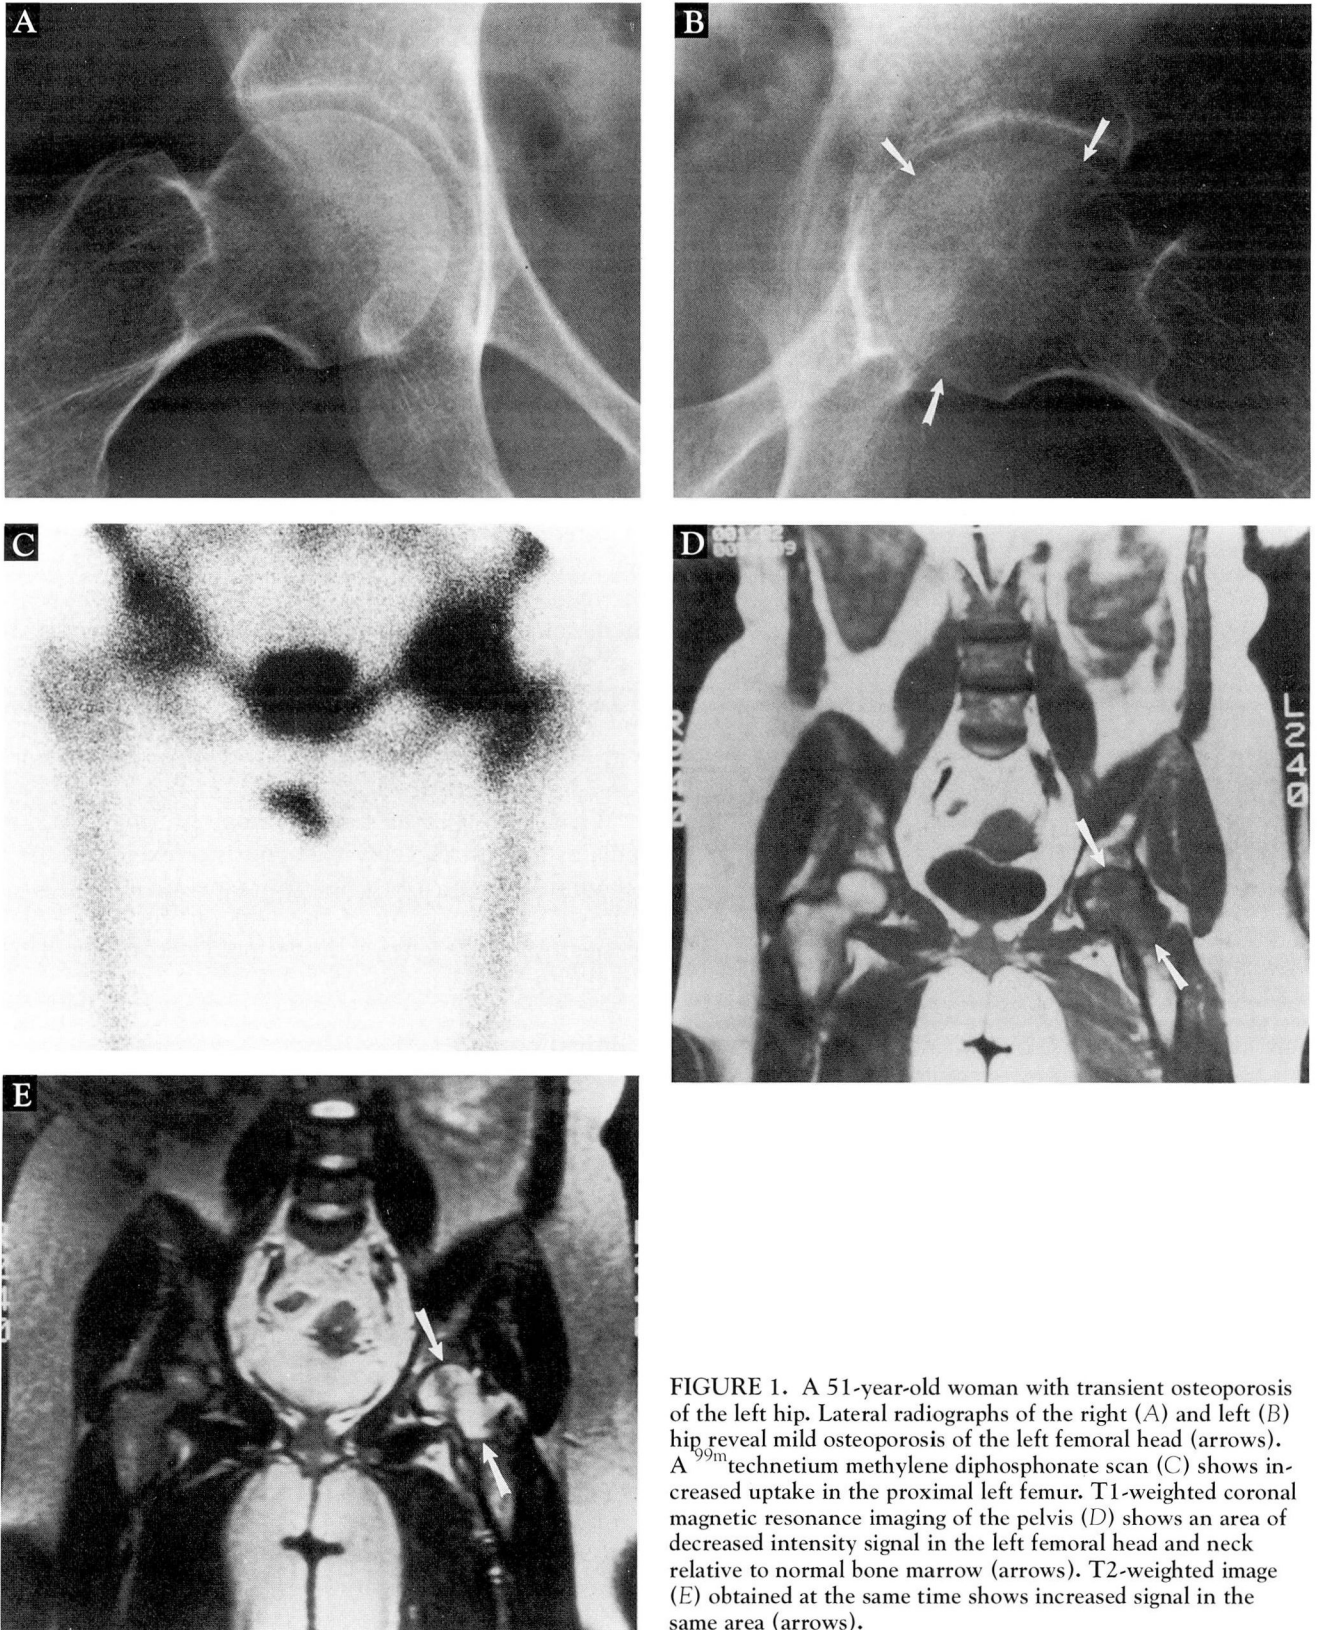 A
B
C
D
L
2
4
0
E
FIGURE 1. A 51-year-old woman with transient osteoporosis
of the left hip. Lateral radiographs of the right (A) and left (B)
hip reveal mild osteoporosis of the left femoral head (arrows).
A 99mtechnetium methylene diphosphonate scan (C) shows in-
creased uptake in the proximal left femur. T1-weighted coronal
magnetic resonance imaging of the pelvis (D) shows an area of
decreased intensity signal in the left femoral head and neck
relative to normal bone marrow (arrows). T2-weighted image
(E) obtained at the same time shows increased signal in the
same area (arrows).